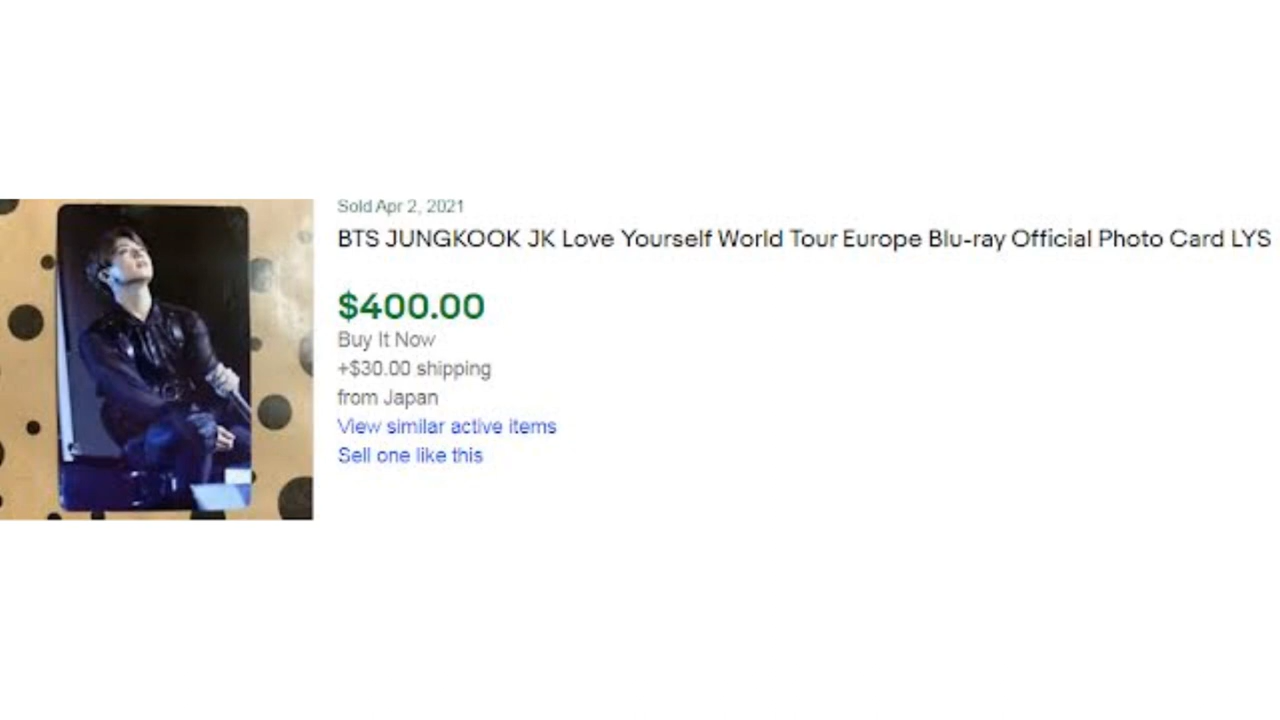 Sold Apr 2, 2021
BTS JUNGKOOK JK Love Yourself World Tour Europe Blu-ray Official Photo Card LYS
$400.00
Buy It Now
+$30.00 shipping
from Japan
View similar active items
Sell one like this